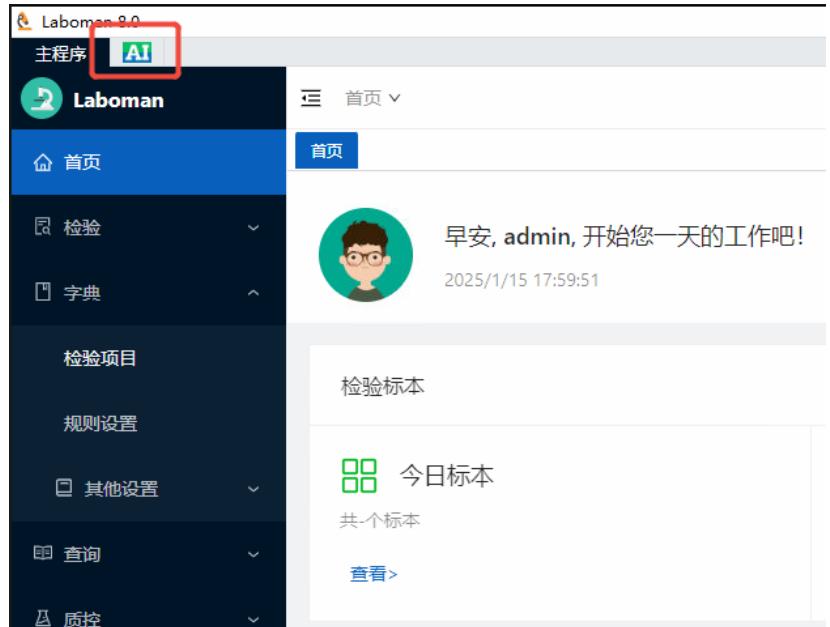 Laboman 8.0
主程序 AI
Laboman
首页
首页
首页
检验
早安, admin, 开始您一天的工作吧!
2025/1/15 17:59:51
字典
检验项目
检验标本
规则设置
今日标本
其他设置
共-个标本
查询
查看>
质控